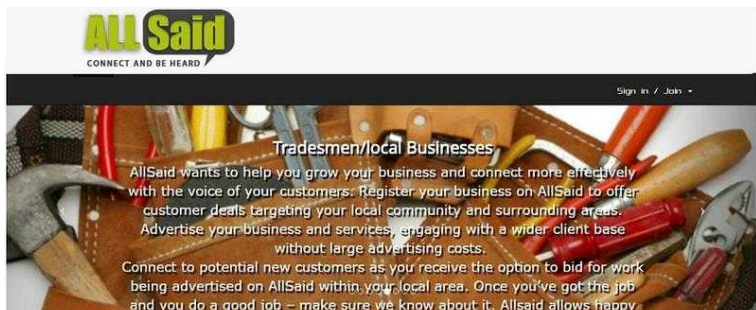 ALL Said
CONNECT AND BE HEARD
Sign in / Join
Tradesmen/local Businesses
AllSaid wants to help you grow your business and connect more effectively
with the voice of your customers. Register your business on AllSaid to offer
customer deals targeting your local community and surrounding areas.
Advertise your business and services, engaging with a wider client base
without large advertising costs.
Connect to potential new customers as you receive the option to bid for work
being advertised on AllSaid within your local area. Once you've got the job
and you do a good job – make sure we know about it. Allsaid allows happy